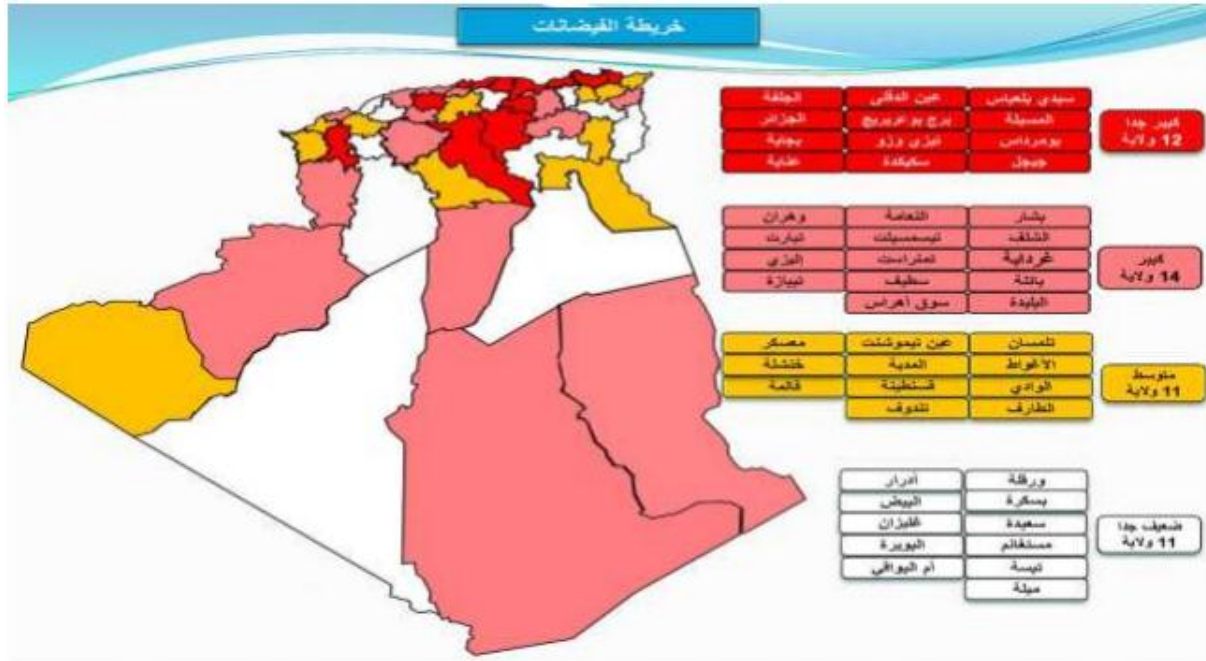 خريطة الفيضانات
كبير جدا
12 ولاية
سيدي بلعباس عين الدفلى الجلفة
المسيلة برج بوعريريج الجزائر
بومرداس تيزي وزو بجاية
جيجل سكيكدة عنابة
كبير
14 ولاية
بشار النعامة وهران
الشلف تيسمسيلت تيارت
غرداية تمنراست إليزي
باتنة سطيف تيبازة
البليدة سوق أهراس
متوسط
11 ولاية
تلمسان عين تيموشنت معسكر
الأغواط المدية خنشلة
الوادي قسنطينة قالمة
الطارف تندوف
ضعيف جدا
11 ولاية
ورقلة أدرار
بسكرة البيض
سعيدة غليزان
مستغانم البويرة
تبسة أم البواقي
ميلة